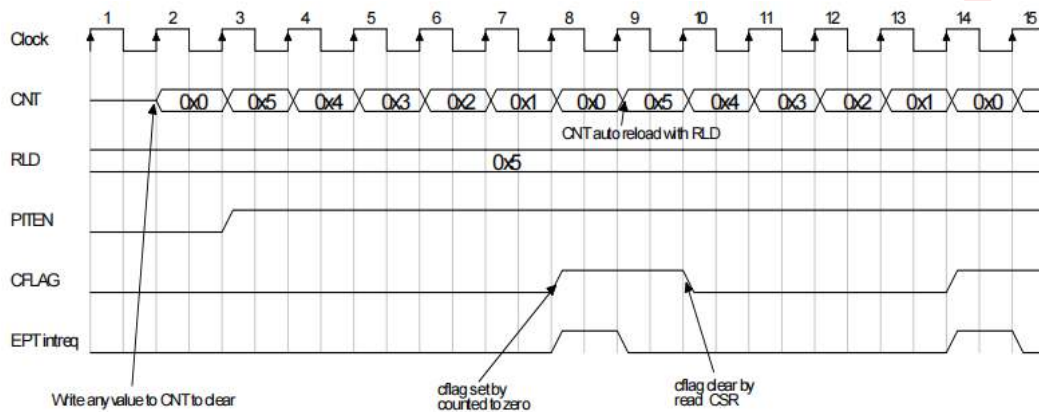 1 2 3 4 5 6 7 8 9 10 11 12 13 14 15
Clock
CNT 0x0 0x5 0x4 0x3 0x2 0x1 0x0 0x5 0x4 0x3 0x2 0x1 0x0
CNT auto reload with RLD
RLD 0x5
PITEN
CFLAG
EPT intreq
Write any value to CNT to clear
cflag set by
counted to zero
cflag clear by
read CSR